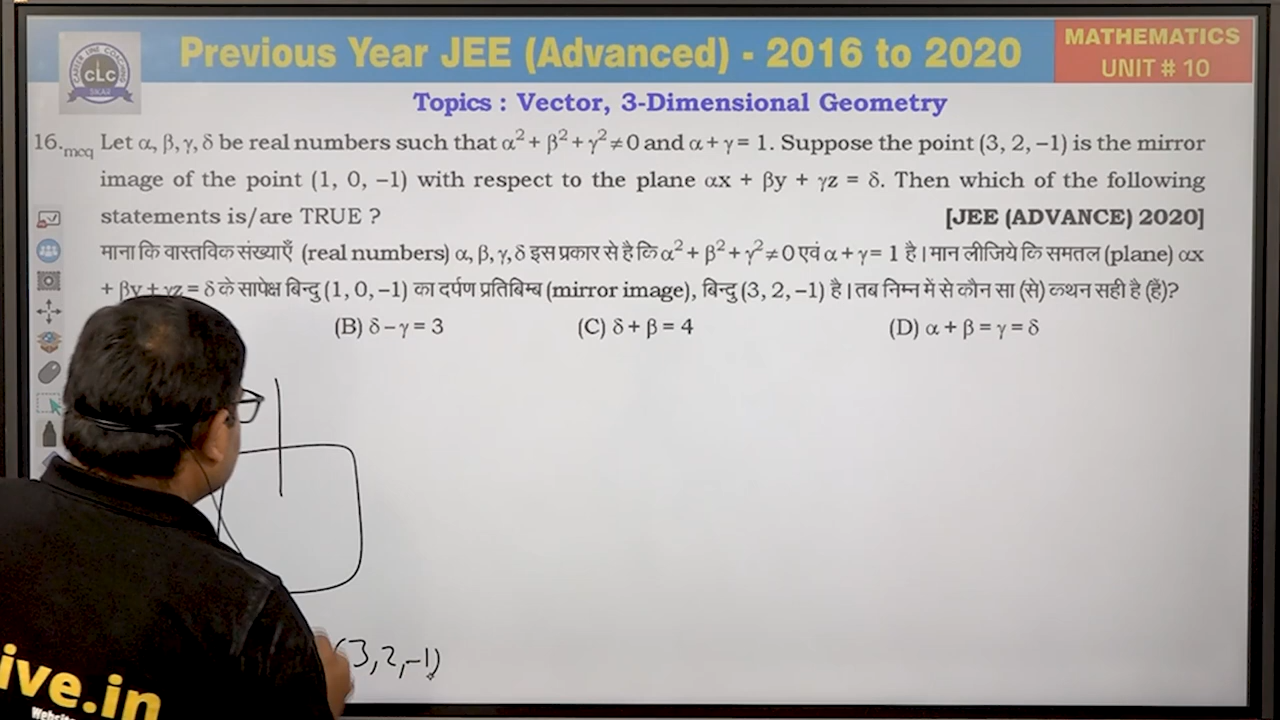 Previous Year JEE (Advanced) - 2016 to 2020
MATHEMATICS
UNIT # 10
CAREER LINE COACHING
CLC
SIKAR
Topics : Vector, 3-Dimensional Geometry
16.mcq Let α, β, γ, δ be real numbers such that α² + β² + γ² ≠ 0 and α + γ = 1. Suppose the point (3, 2, −1) is the mirror
image of the point (1, 0, −1) with respect to the plane αx + βy + γz = δ. Then which of the following
statements is/are TRUE ? [JEE (ADVANCE) 2020]
माना कि वास्तविक संख्याएँ (real numbers) α, β, γ, δ इस प्रकार से है कि α² + β² + γ² ≠ 0 एवं α + γ = 1 है। मान लीजिये कि समतल (plane) αx
+ βy + γz = δ के सापेक्ष बिन्दु (1, 0, −1) का दर्पण प्रतिबिम्ब (mirror image), बिन्दु (3, 2, −1) है। तब निम्न में से कौन सा (से) कथन सही है (हैं)?
(B) δ − γ = 3 (C) δ + β = 4 (D) α + β = γ = δ
(3,2,-1)
ive.in